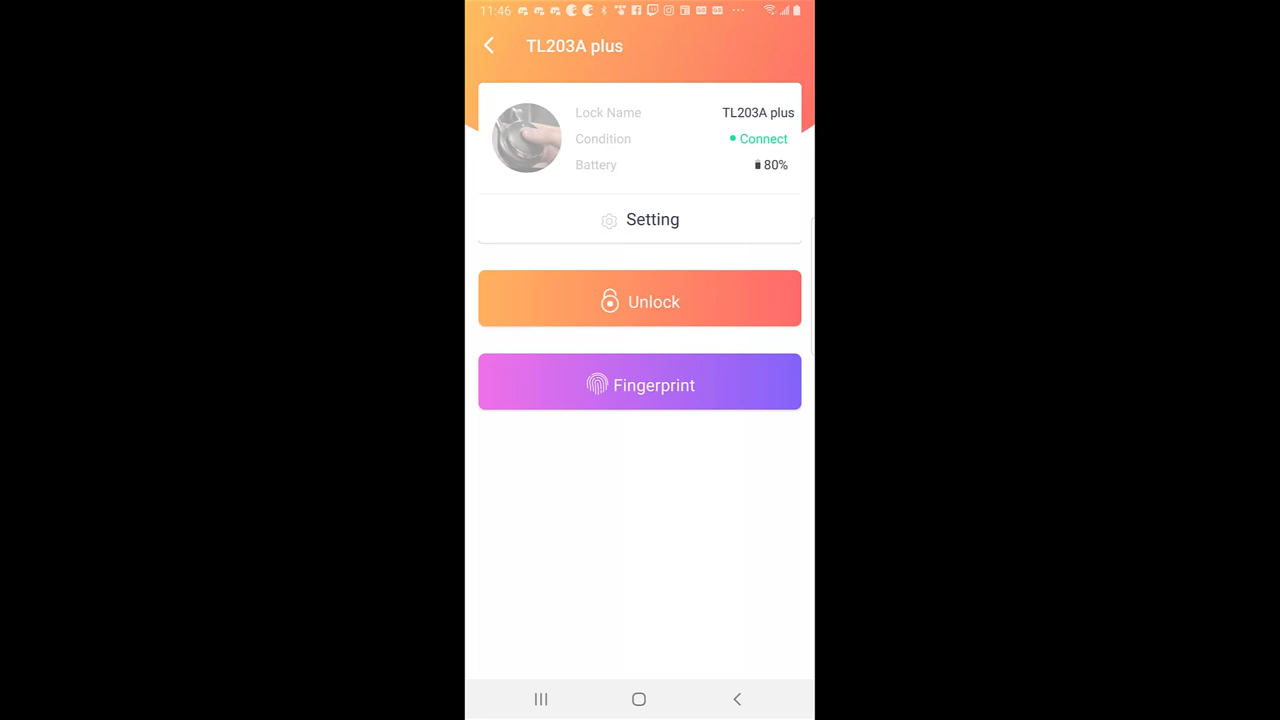 11:46
TL203A plus
Lock Name TL203A plus
Condition Connect
Battery 80%
Setting
Unlock
Fingerprint